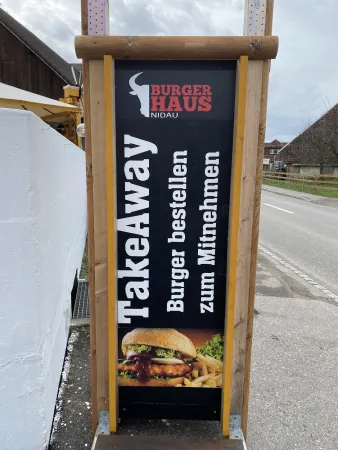 BURGER
HAUS
NIDAU
TakeAway
Burger bestellen
zum Mitnehmen